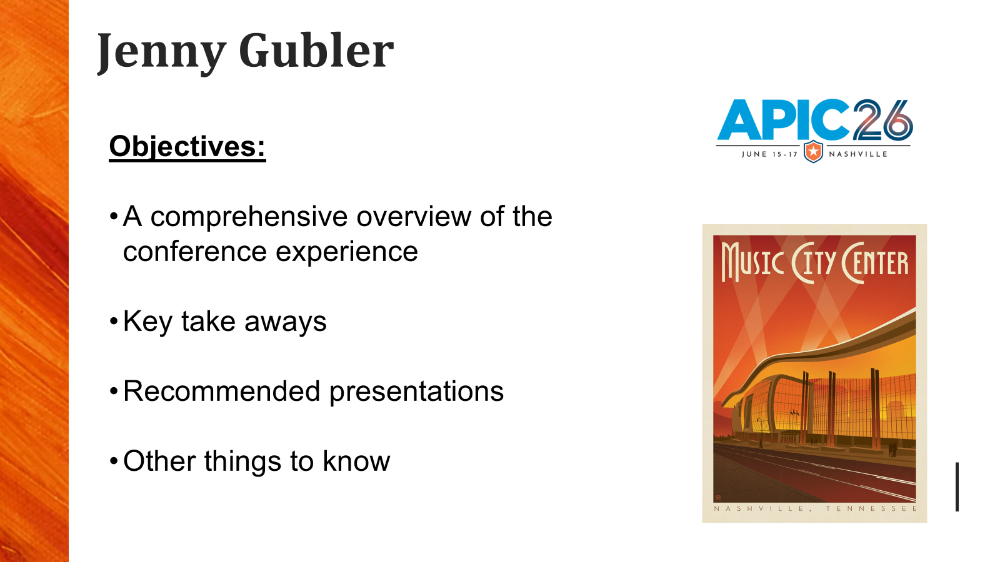 Jenny Gubler
Objectives:
• A comprehensive overview of the
conference experience
• Key take aways
• Recommended presentations
• Other things to know
APIC26
JUNE 15-17 NASHVILLE
MUSIC CITY CENTER
NASHVILLE, TENNESSEE